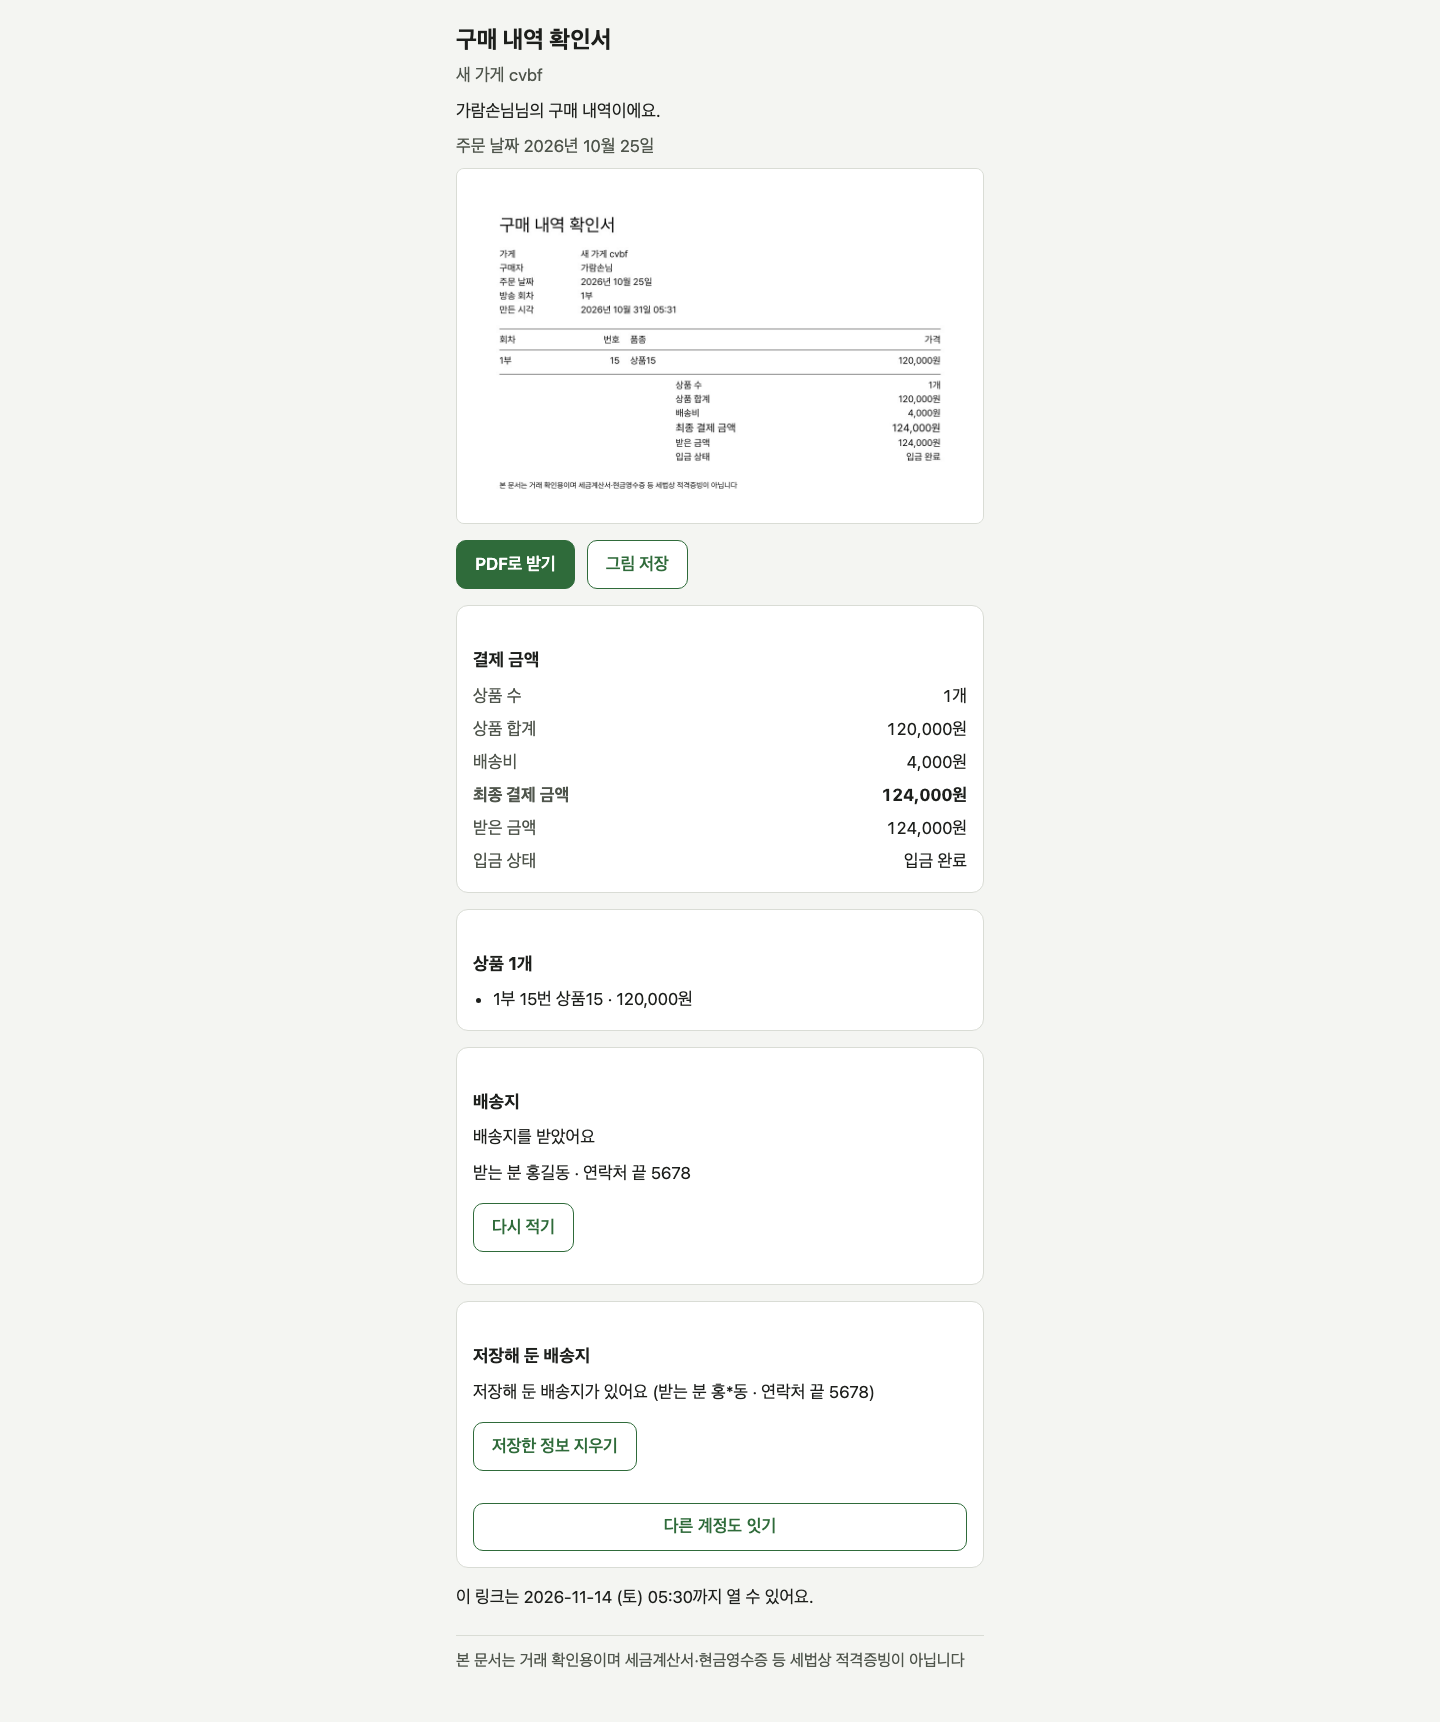 구매 내역 확인서
새 가게 cvbf
가람손님님의 구매 내역이에요.
주문 날짜 2026년 10월 25일
구매 내역 확인서
가게 새 가게 cvbf
구매자 가람손님
주문 날짜 2026년 10월 25일
방송 회차 1부
만든 시각 2026년 10월 31일 05:31
회차 번호 품종 가격
1부 15 상품15 120,000원
상품 수 1개
상품 합계 120,000원
배송비 4,000원
최종 결제 금액 124,000원
받은 금액 124,000원
입금 상태 입금 완료
본 문서는 거래 확인용이며 세금계산서·현금영수증 등 세법상 적격증빙이 아닙니다
PDF로 받기 그림 저장
결제 금액
상품 수 1개
상품 합계 120,000원
배송비 4,000원
최종 결제 금액 124,000원
받은 금액 124,000원
입금 상태 입금 완료
상품 1개
• 1부 15번 상품15 · 120,000원
배송지
배송지를 받았어요
받는 분 홍길동 · 연락처 끝 5678
다시 적기
저장해 둔 배송지
저장해 둔 배송지가 있어요 (받는 분 홍*동 · 연락처 끝 5678)
저장한 정보 지우기
다른 계정도 잇기
이 링크는 2026-11-14 (토) 05:30까지 열 수 있어요.
본 문서는 거래 확인용이며 세금계산서·현금영수증 등 세법상 적격증빙이 아닙니다